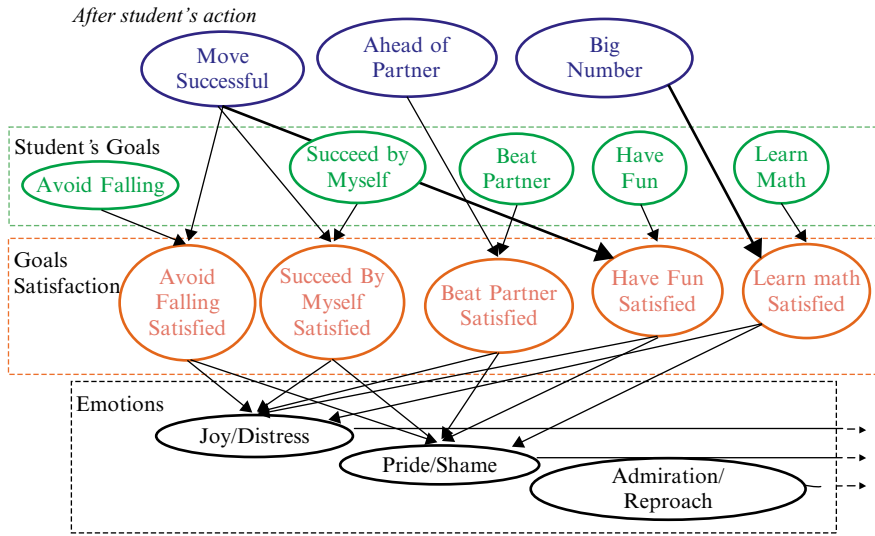 After student's action
Move
Successful
Ahead of
Partner
Big
Number
Student's Goals
Avoid Falling
Succeed by
Myself
Beat
Partner
Have
Fun
Learn
Math
Goals
Satisfaction
Avoid
Falling
Satisfied
Succeed By
Myself
Satisfied
Beat Partner
Satisfied
Have Fun
Satisfied
Learn math
Satisfied
Emotions
Joy/Distress
Pride/Shame
Admiration/
Reproach